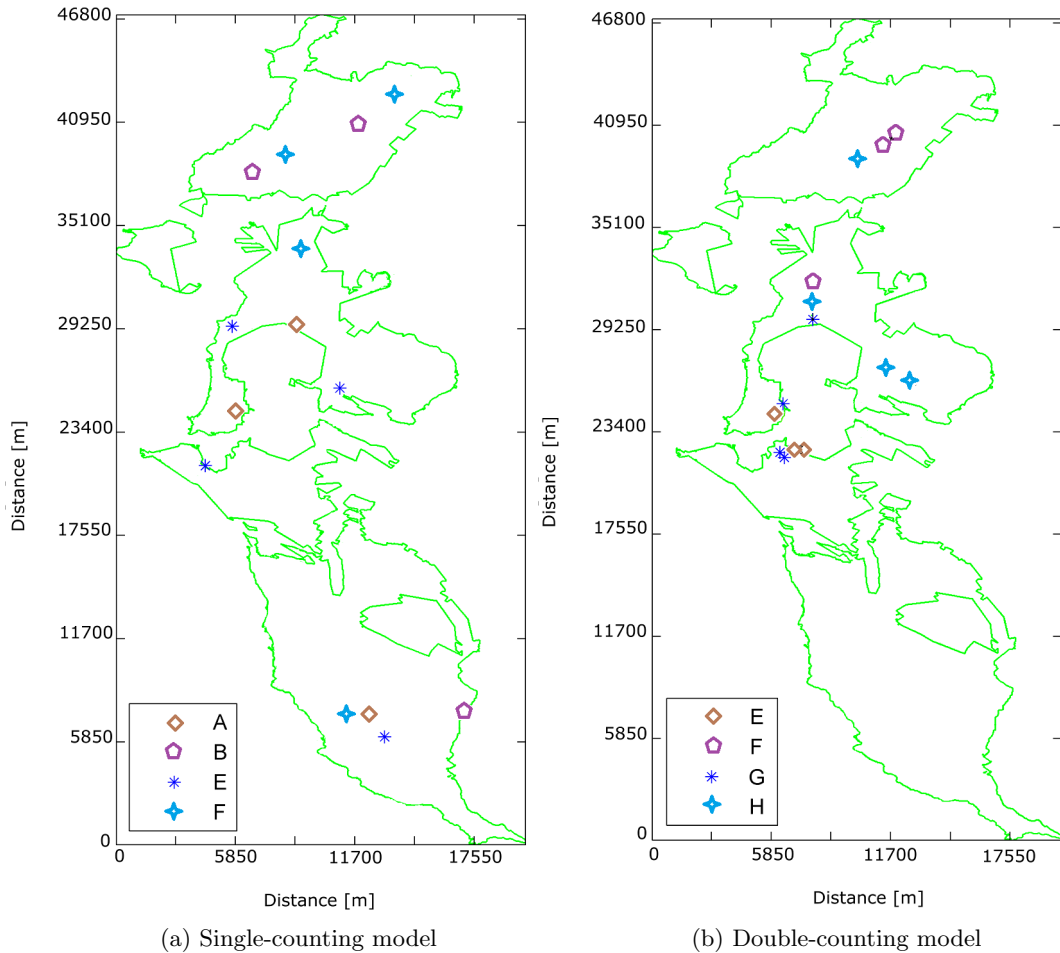 46800
40950
35100
29250
23400
17550
11700
5850
0
Distance [m]
0 5850 11700 17550
Distance [m]
A
B
E
F
(a) Single-counting model
46800
40950
35100
29250
23400
17550
11700
5850
0
Distance [m]
0 5850 11700 17550
Distance [m]
E
F
G
H
(b) Double-counting model